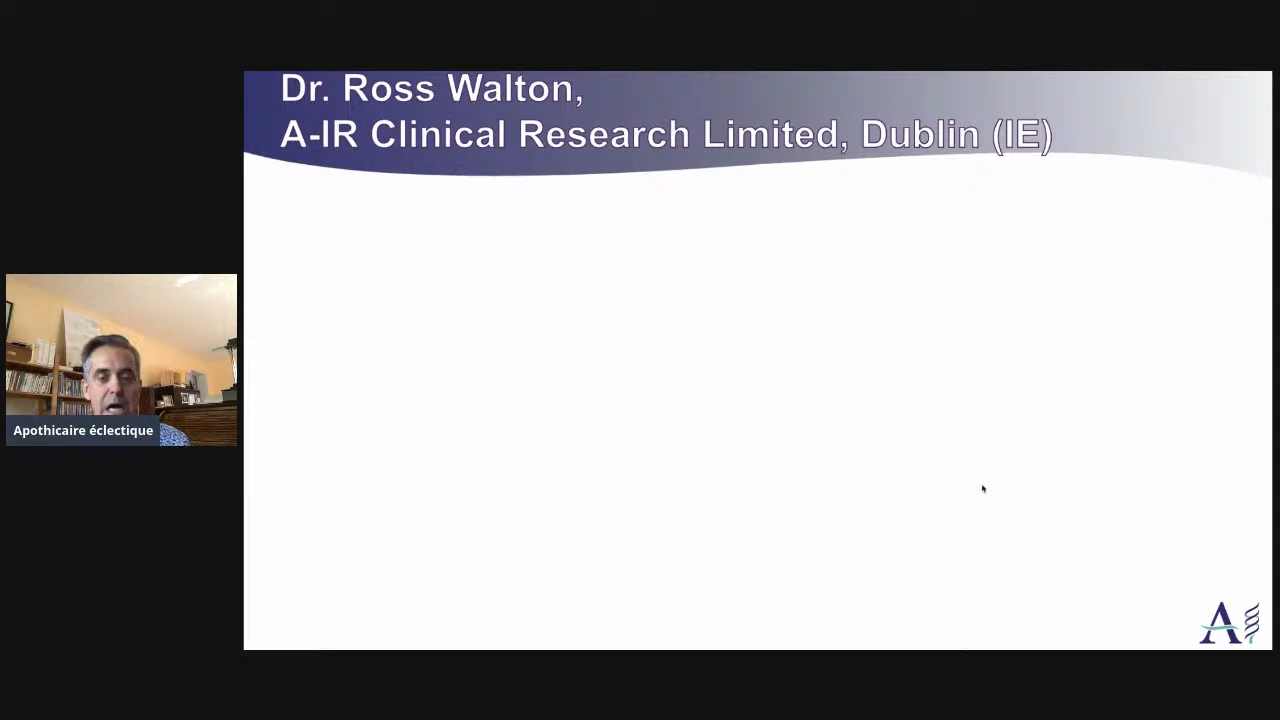 Dr. Ross Walton,
A-IR Clinical Research Limited, Dublin (IE)
Apothicaire éclectique
A